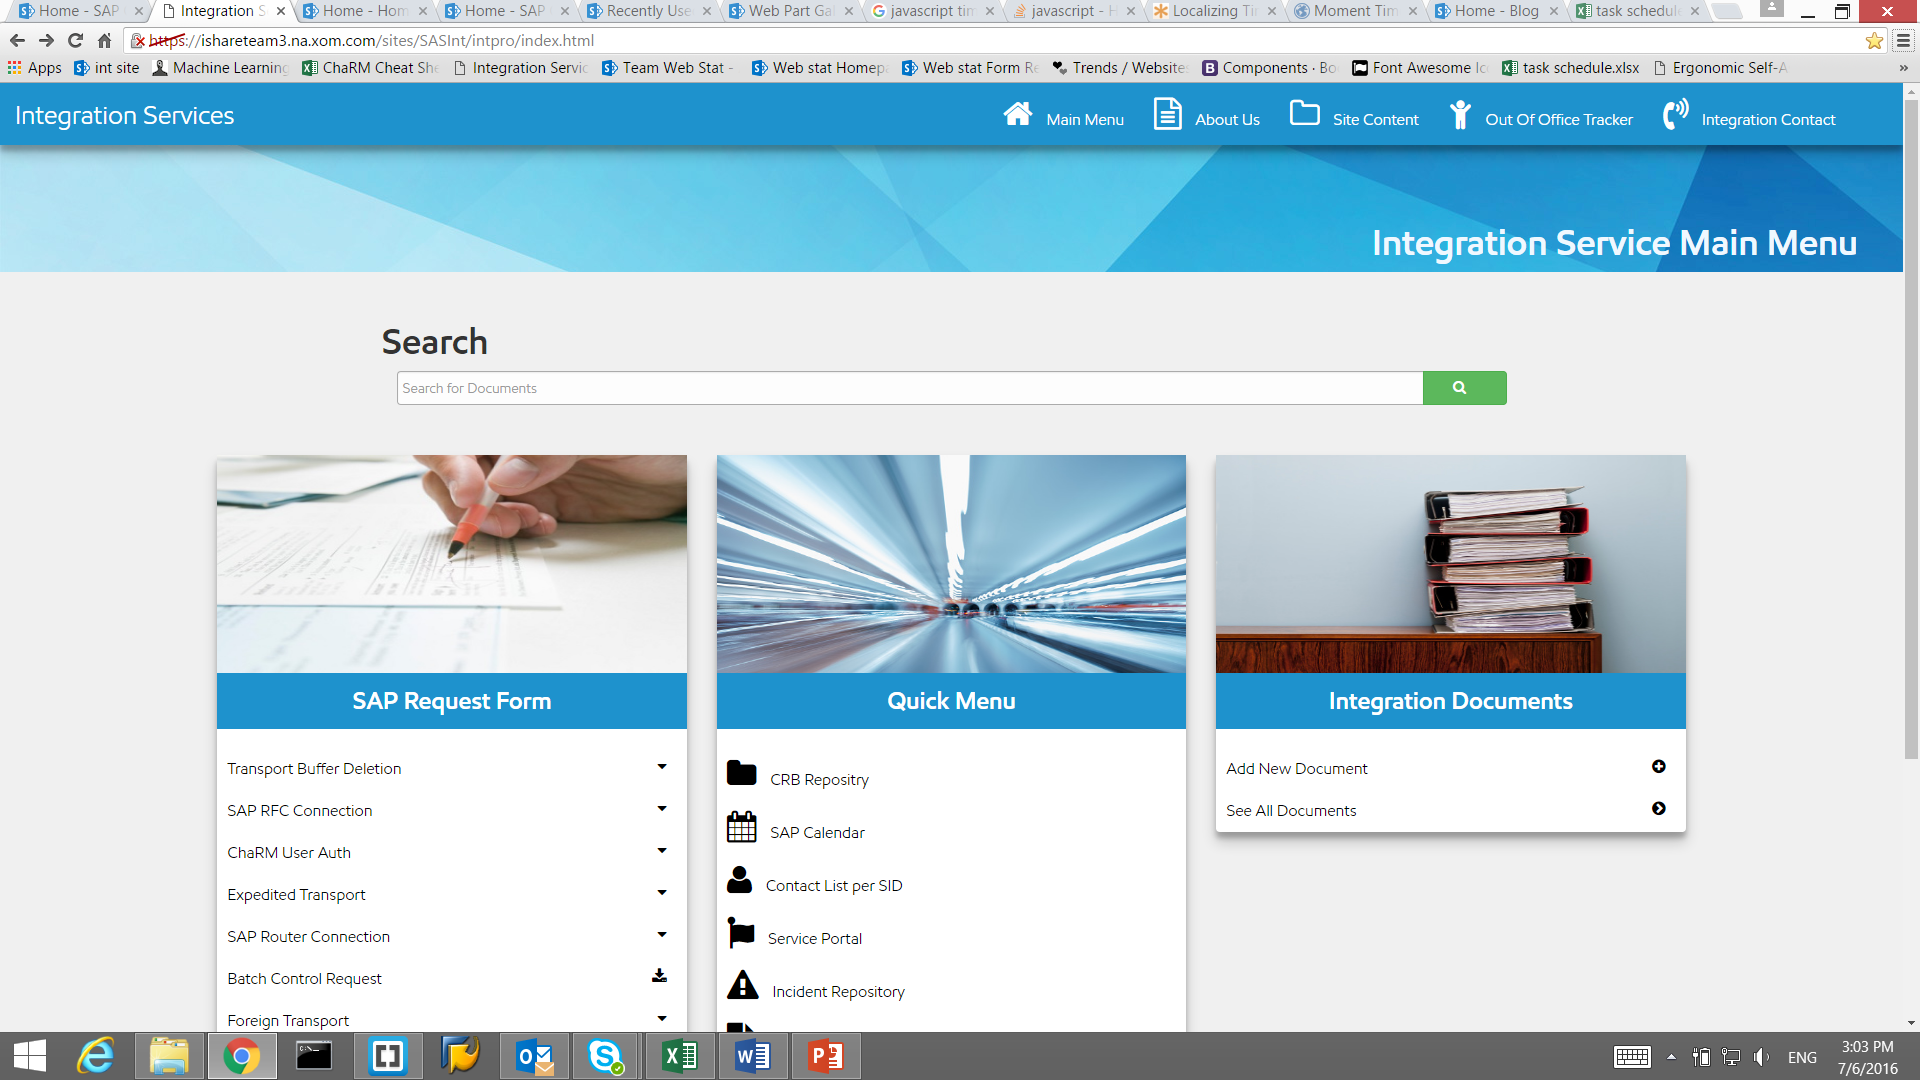 Home - SAP
Integration S
Home - Hom
Home - SAP
Recently Use
Web Part Gal
javascript tim
javascript - H
Localizing Ti
Moment Tim
Home - Blog
task schedule
https://ishareteam3.na.xom.com/sites/SASInt/intpro/index.html
Apps int site Machine Learning ChaRM Cheat She Integration Servic Team Web Stat - Web stat Homep Web stat Form Re Trends / Website Components · Bo Font Awesome Ic task schedule.xlsx Ergonomic Self-A »
Integration Services
Main Menu
About Us
Site Content
Out Of Office Tracker
Integration Contact
Integration Service Main Menu
Search
Search for Documents
SAP Request Form
Transport Buffer Deletion
SAP RFC Connection
ChaRM User Auth
Expedited Transport
SAP Router Connection
Batch Control Request
Foreign Transport
Quick Menu
CRB Repositry
SAP Calendar
Contact List per SID
Service Portal
Incident Repository
Integration Documents
Add New Document
See All Documents
ENG
3:03 PM
7/6/2016